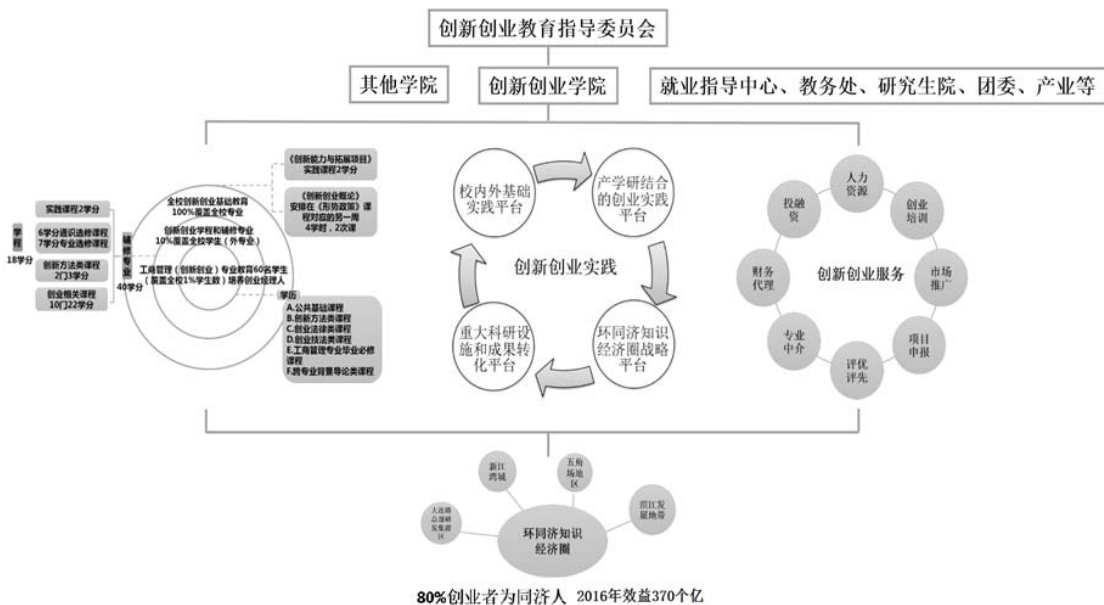 创新创业教育指导委员会
其他学院
创新创业学院
就业指导中心、教务处、研究生院、团委、产业等
《创新能力与拓展项目》
实践课程2学分
《创新创业概论》
安排在《形势政策》课
程对应的另一周
4学时，2次课
全校创新创业基础教育
100%覆盖全校专业
创新创业学程和辅修专业
10%覆盖全校学生（外专业）
工商管理（创新创业）专业教育60名学生
（覆盖全校1%学生数）培养创业经理人
学程
18学分
实践课程2学分
6学分通识选修课程
7学分专业选修课程
创新方法类课程
2门3学分
创业相关课程
10门22学分
辅修专业
40学分
学历
A.公共基础课程
B.创新方法类课程
C.创业法律类课程
D.创业技法类课程
E.工商管理专业毕业必修
课程
F.跨专业背景导论类课程
校内外基础
实践平台
产学研结合
的创业实践
平台
创新创业实践
重大科研设
施和成果转
化平台
环同济知识
经济圈战略
平台
人力
资源
投融
资
创业
培训
财务
代理
创新创业服务
市场
推广
专业
中介
项目
申报
评优
评先
新江
湾城
五角
场地
区
大连路
总部研
发集群
区
滨江发
展地带
环同济知识
经济圈
80%创业者为同济人 2016年效益370个亿